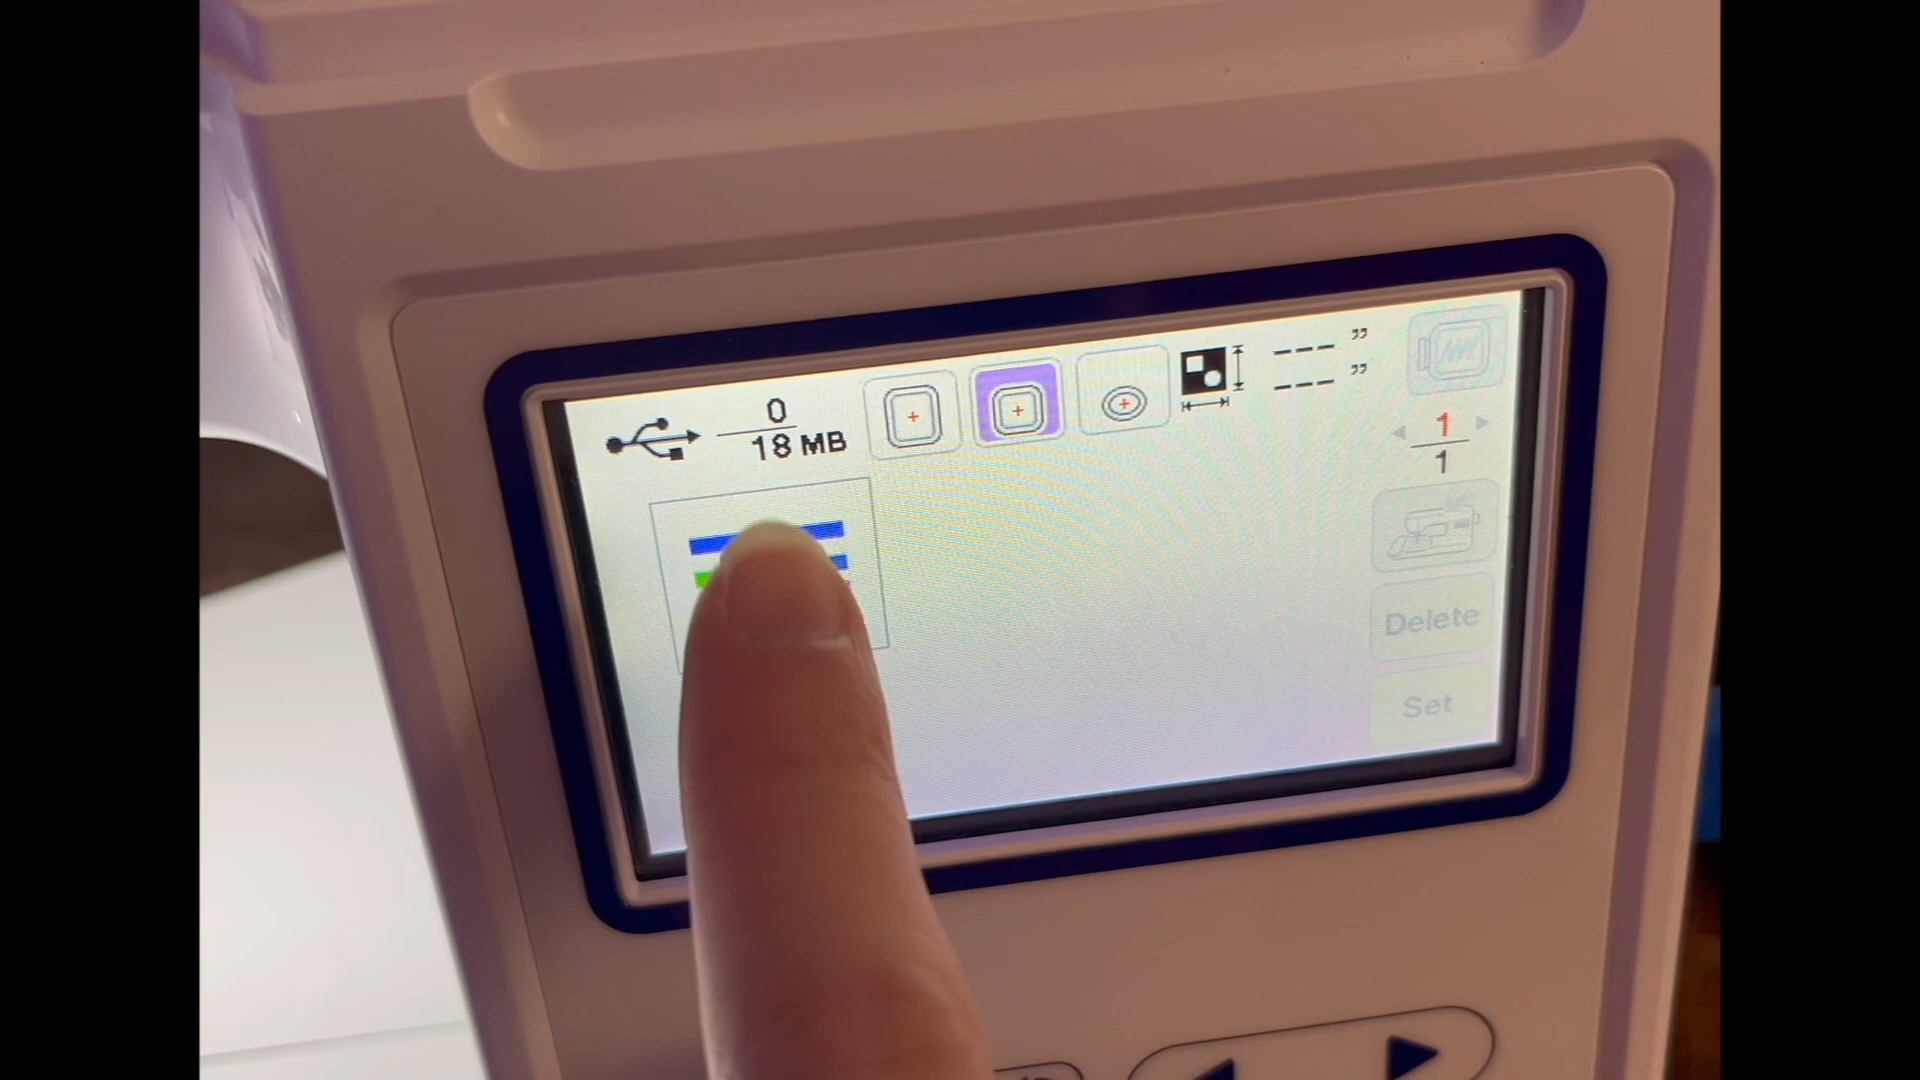 0
18 MB
--- "
--- "
1
1
Delete
Set